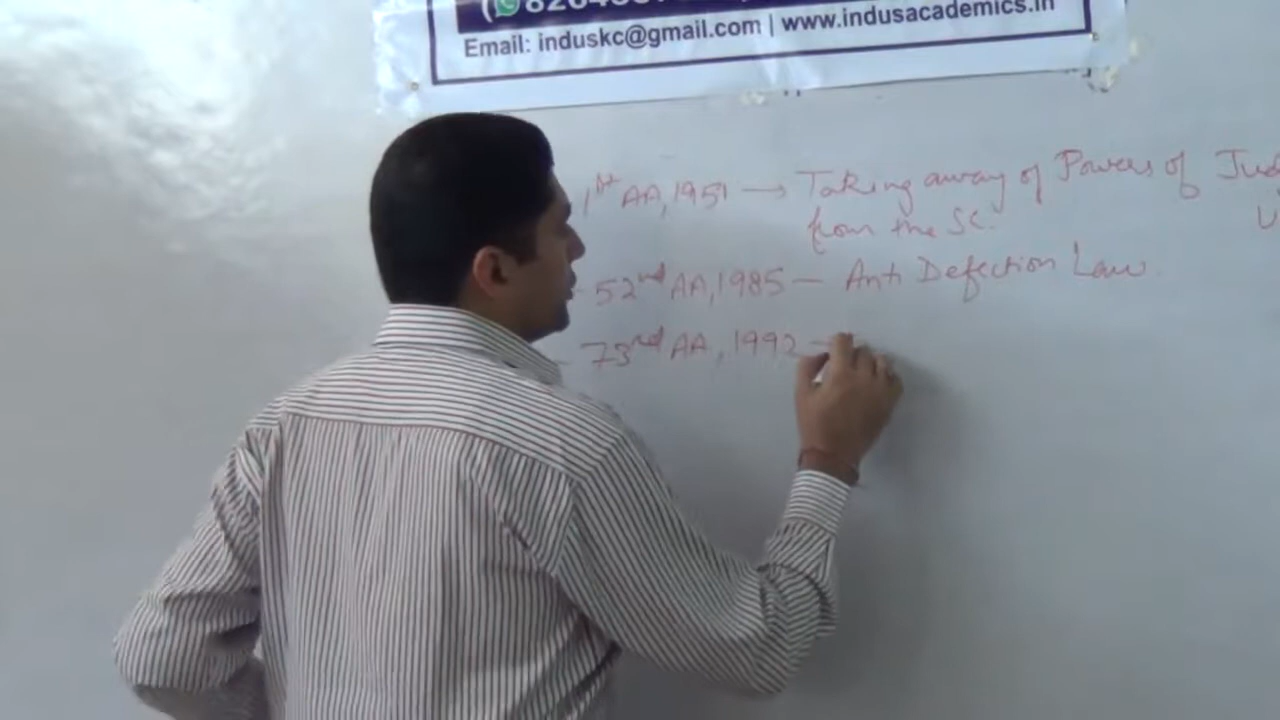 Email: induskc@gmail.com | www.indusacademics.in
1st AA, 1951 → Taking away of Powers of
from the SC.
52nd AA, 1985 — Anti Defection Law
- 73rd AA, 1992 -